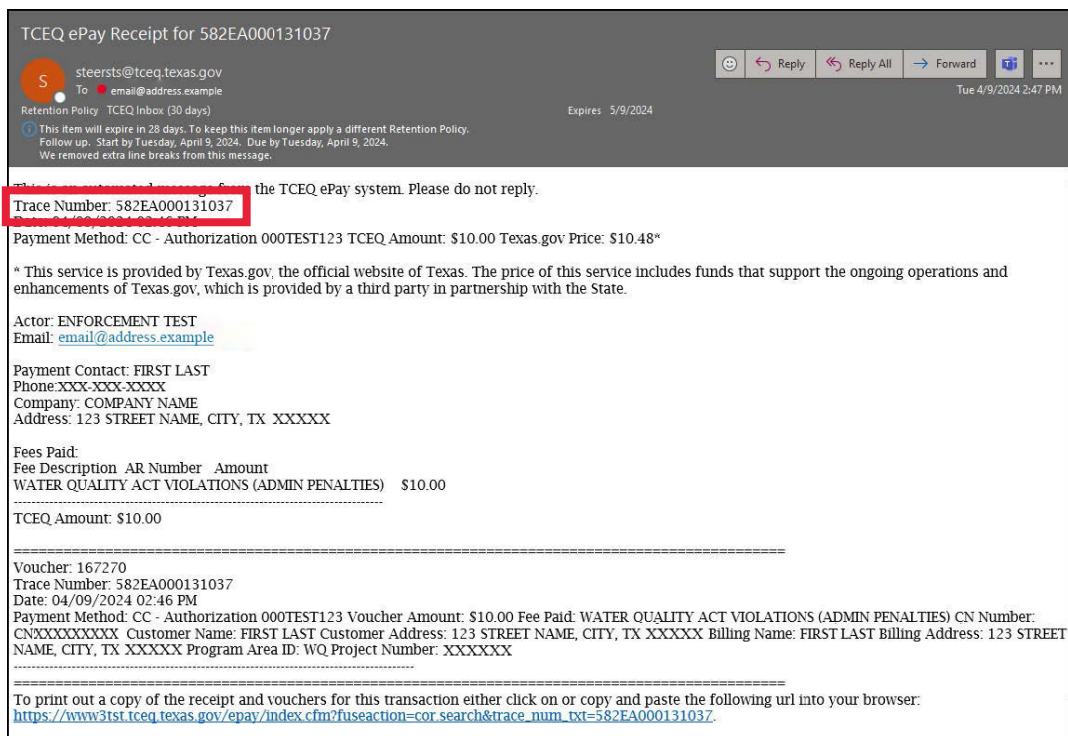 TCEQ ePay Receipt for 582EA000131037
S
steersts@tceq.texas.gov
To email@address.example
Reply
Reply All
Forward
Tue 4/9/2024 2:47 PM
Retention Policy TCEQ Inbox (30 days)
Expires 5/9/2024
This item will expire in 28 days. To keep this item longer apply a different Retention Policy.
Follow up. Start by Tuesday, April 9, 2024. Due by Tuesday, April 9, 2024.
We removed extra line breaks from this message.
This is an automated message from the TCEQ ePay system. Please do not reply.
Trace Number: 582EA000131037
Date: 04/09/2024 02:46 PM
Payment Method: CC - Authorization 000TEST123 TCEQ Amount: $10.00 Texas.gov Price: $10.48*
* This service is provided by Texas.gov, the official website of Texas. The price of this service includes funds that support the ongoing operations and
enhancements of Texas.gov, which is provided by a third party in partnership with the State.
Actor: ENFORCEMENT TEST
Email: email@address.example
Payment Contact: FIRST LAST
Phone:XXX-XXX-XXXX
Company: COMPANY NAME
Address: 123 STREET NAME, CITY, TX XXXXX
Fees Paid:
Fee Description AR Number Amount
WATER QUALITY ACT VIOLATIONS (ADMIN PENALTIES) $10.00
--------------------------------------------------------------------------------
TCEQ Amount: $10.00
==========================================================================================
Voucher: 167270
Trace Number: 582EA000131037
Date: 04/09/2024 02:46 PM
Payment Method: CC - Authorization 000TEST123 Voucher Amount: $10.00 Fee Paid: WATER QUALITY ACT VIOLATIONS (ADMIN PENALTIES) CN Number:
CNXXXXXXXXX Customer Name: FIRST LAST Customer Address: 123 STREET NAME, CITY, TX XXXXX Billing Name: FIRST LAST Billing Address: 123 STREET
NAME, CITY, TX XXXXX Program Area ID: WQ Project Number: XXXXXX
--------------------------------------------------------------------------------
==========================================================================================
To print out a copy of the receipt and vouchers for this transaction either click on or copy and paste the following url into your browser:
https://www3tst.tceq.texas.gov/epay/index.cfm?fuseaction=cor.search&trace_num_txt=582EA000131037.